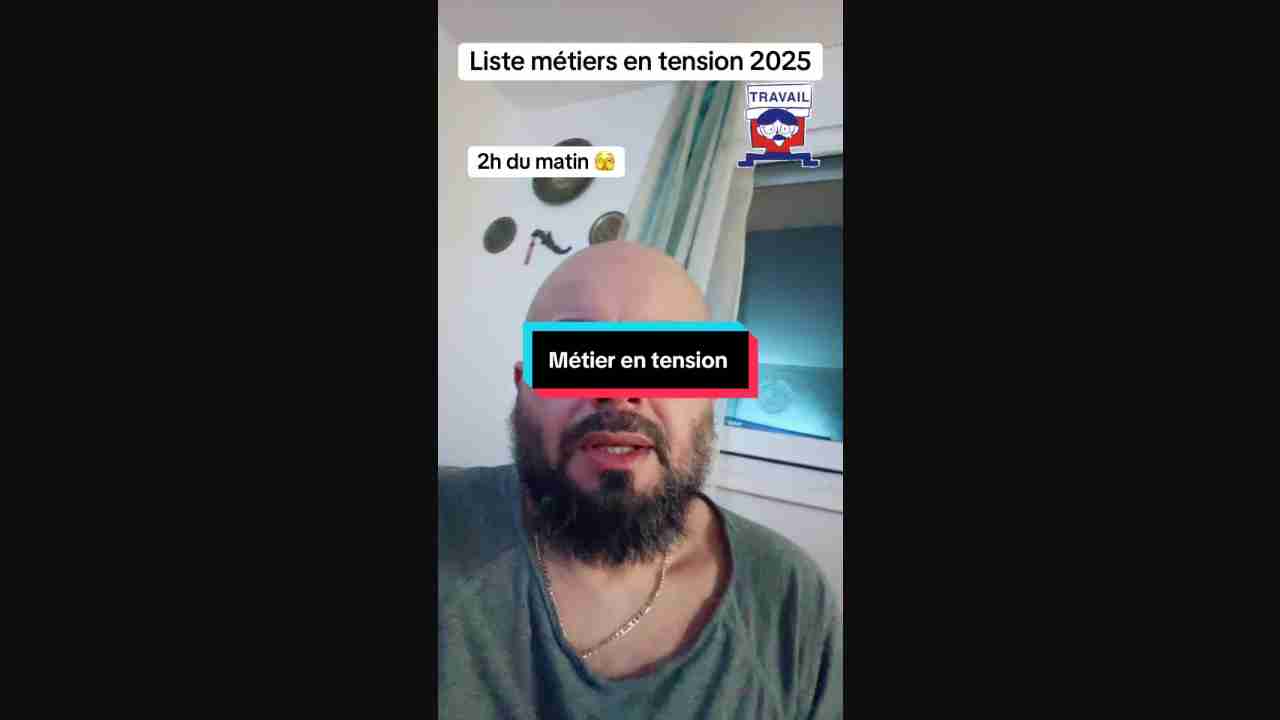 Liste métiers en tension 2025
TRAVAIL
2h du matin 🫣
Métier en tension